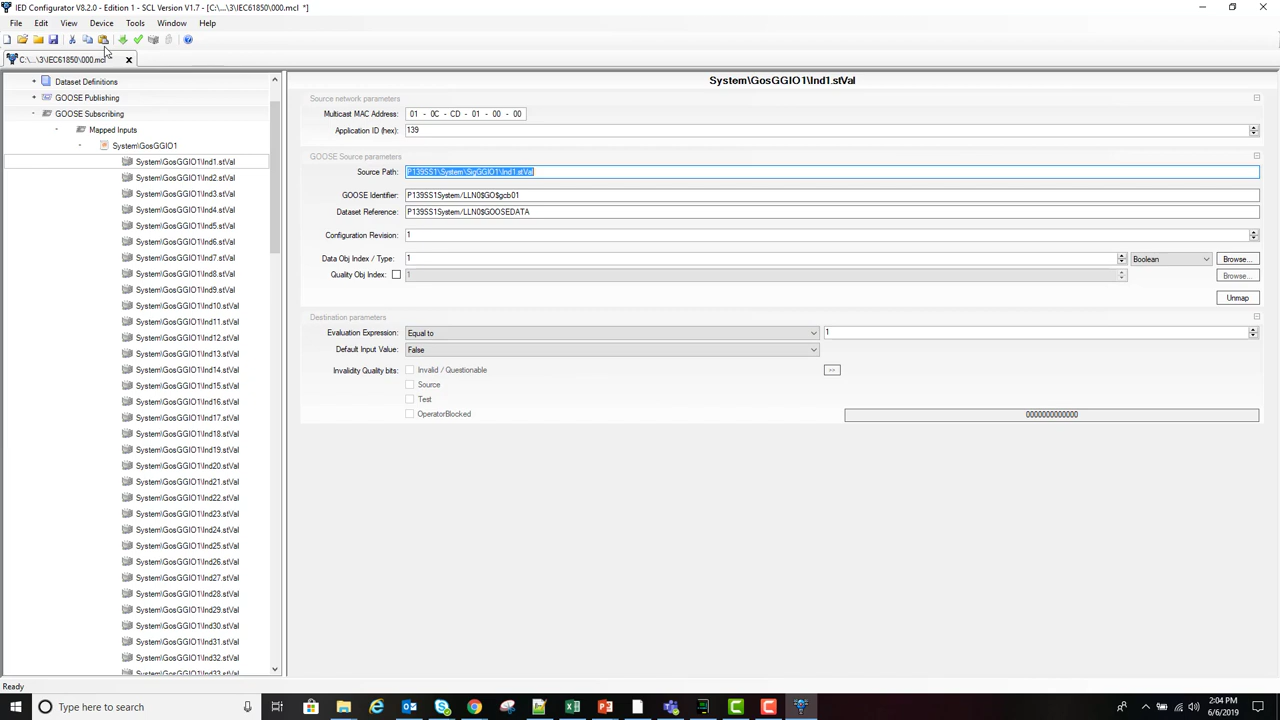 IED Configurator V8.2.0 - Edition 1 - SCL Version V1.7 - [C:\...\3\IEC61850\000.mcl *]
File Edit View Device Tools Window Help
C:\...\3\IEC61850\000.mcl
Dataset Definitions
GOOSE Publishing
GOOSE Subscribing
Mapped Inputs
System\GosGGIO1
System\GosGGIO1\Ind1.stVal
System\GosGGIO1\Ind2.stVal
System\GosGGIO1\Ind3.stVal
System\GosGGIO1\Ind4.stVal
System\GosGGIO1\Ind5.stVal
System\GosGGIO1\Ind6.stVal
System\GosGGIO1\Ind7.stVal
System\GosGGIO1\Ind8.stVal
System\GosGGIO1\Ind9.stVal
System\GosGGIO1\Ind10.stVal
System\GosGGIO1\Ind11.stVal
System\GosGGIO1\Ind12.stVal
System\GosGGIO1\Ind13.stVal
System\GosGGIO1\Ind14.stVal
System\GosGGIO1\Ind15.stVal
System\GosGGIO1\Ind16.stVal
System\GosGGIO1\Ind17.stVal
System\GosGGIO1\Ind18.stVal
System\GosGGIO1\Ind19.stVal
System\GosGGIO1\Ind20.stVal
System\GosGGIO1\Ind21.stVal
System\GosGGIO1\Ind22.stVal
System\GosGGIO1\Ind23.stVal
System\GosGGIO1\Ind24.stVal
System\GosGGIO1\Ind25.stVal
System\GosGGIO1\Ind26.stVal
System\GosGGIO1\Ind27.stVal
System\GosGGIO1\Ind28.stVal
System\GosGGIO1\Ind29.stVal
System\GosGGIO1\Ind30.stVal
System\GosGGIO1\Ind31.stVal
System\GosGGIO1\Ind32.stVal
System\GosGGIO1\Ind33.stVal
System\GosGGIO1\Ind1.stVal
Source network parameters
Multicast MAC Address: 01 - 0C - CD - 01 - 00 - 00
Application ID (hex): 139
GOOSE Source parameters
Source Path: P139SS1\System\SigGGIO1\Ind1.stVal
GOOSE Identifier: P139SS1System/LLN0$GO$gcb01
Dataset Reference: P139SS1System/LLN0$GOOSEDATA
Configuration Revision: 1
Data Obj Index / Type: 1 Boolean Browse...
Quality Obj Index: 1 Browse...
Unmap
Destination parameters
Evaluation Expression: Equal to 1
Default Input Value: False
Invalidity Quality bits: Invalid / Questionable >>
Source
Test
OperatorBlocked 0000000000000
Ready
Type here to search
2:04 PM
6/6/2019